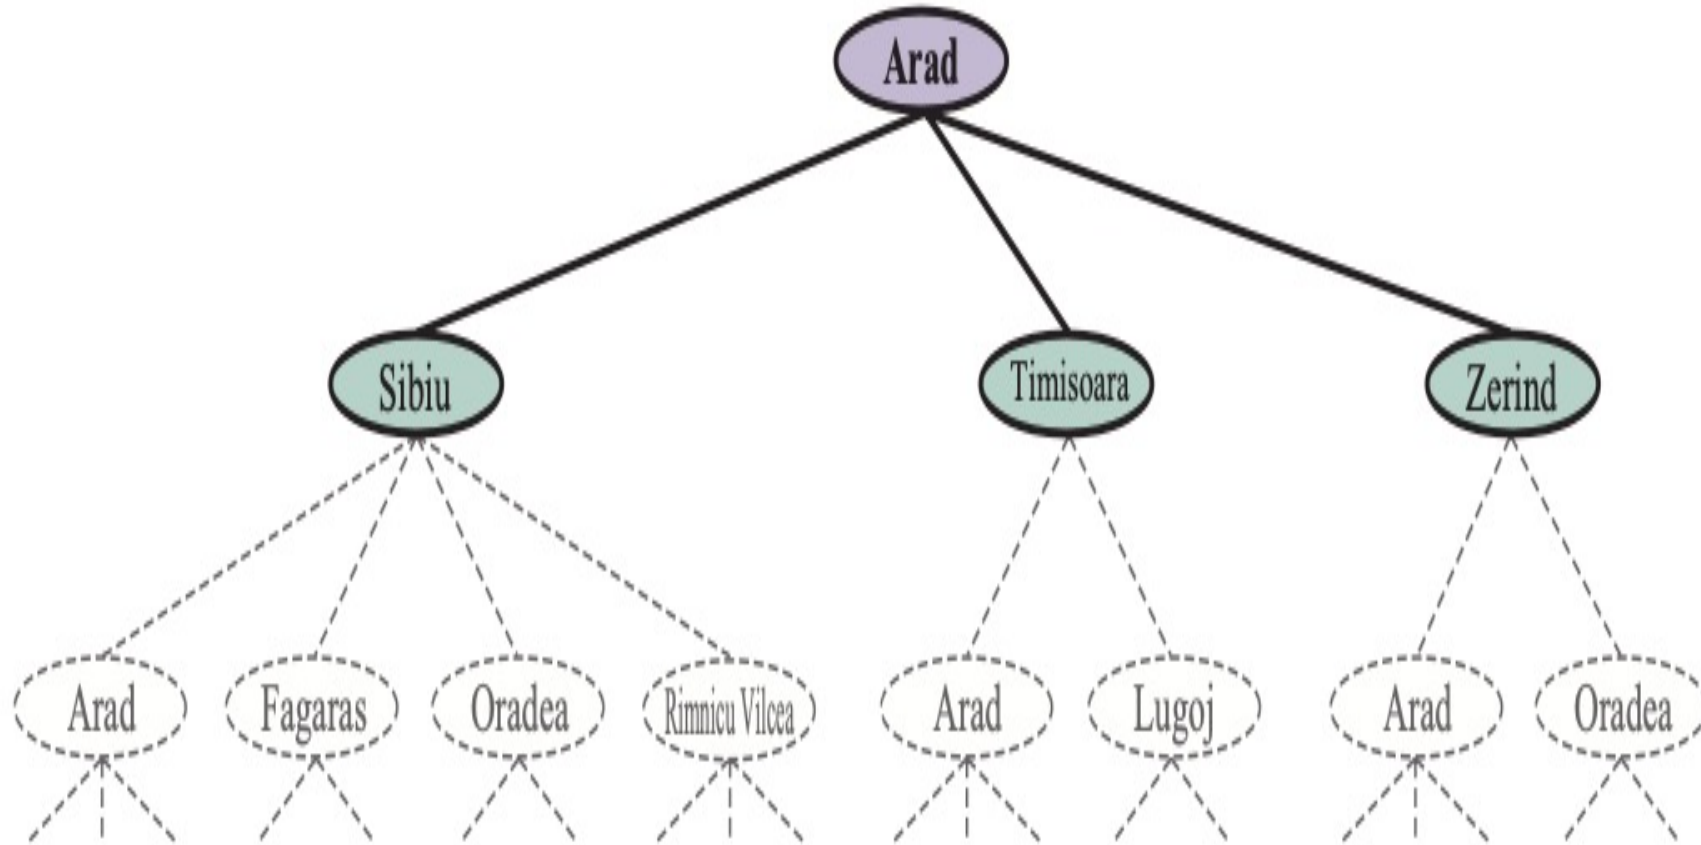 Arad
Sibiu
Timisoara
Zerind
Arad
Fagaras
Oradea
Rimnicu Vilcea
Arad
Lugoj
Arad
Oradea